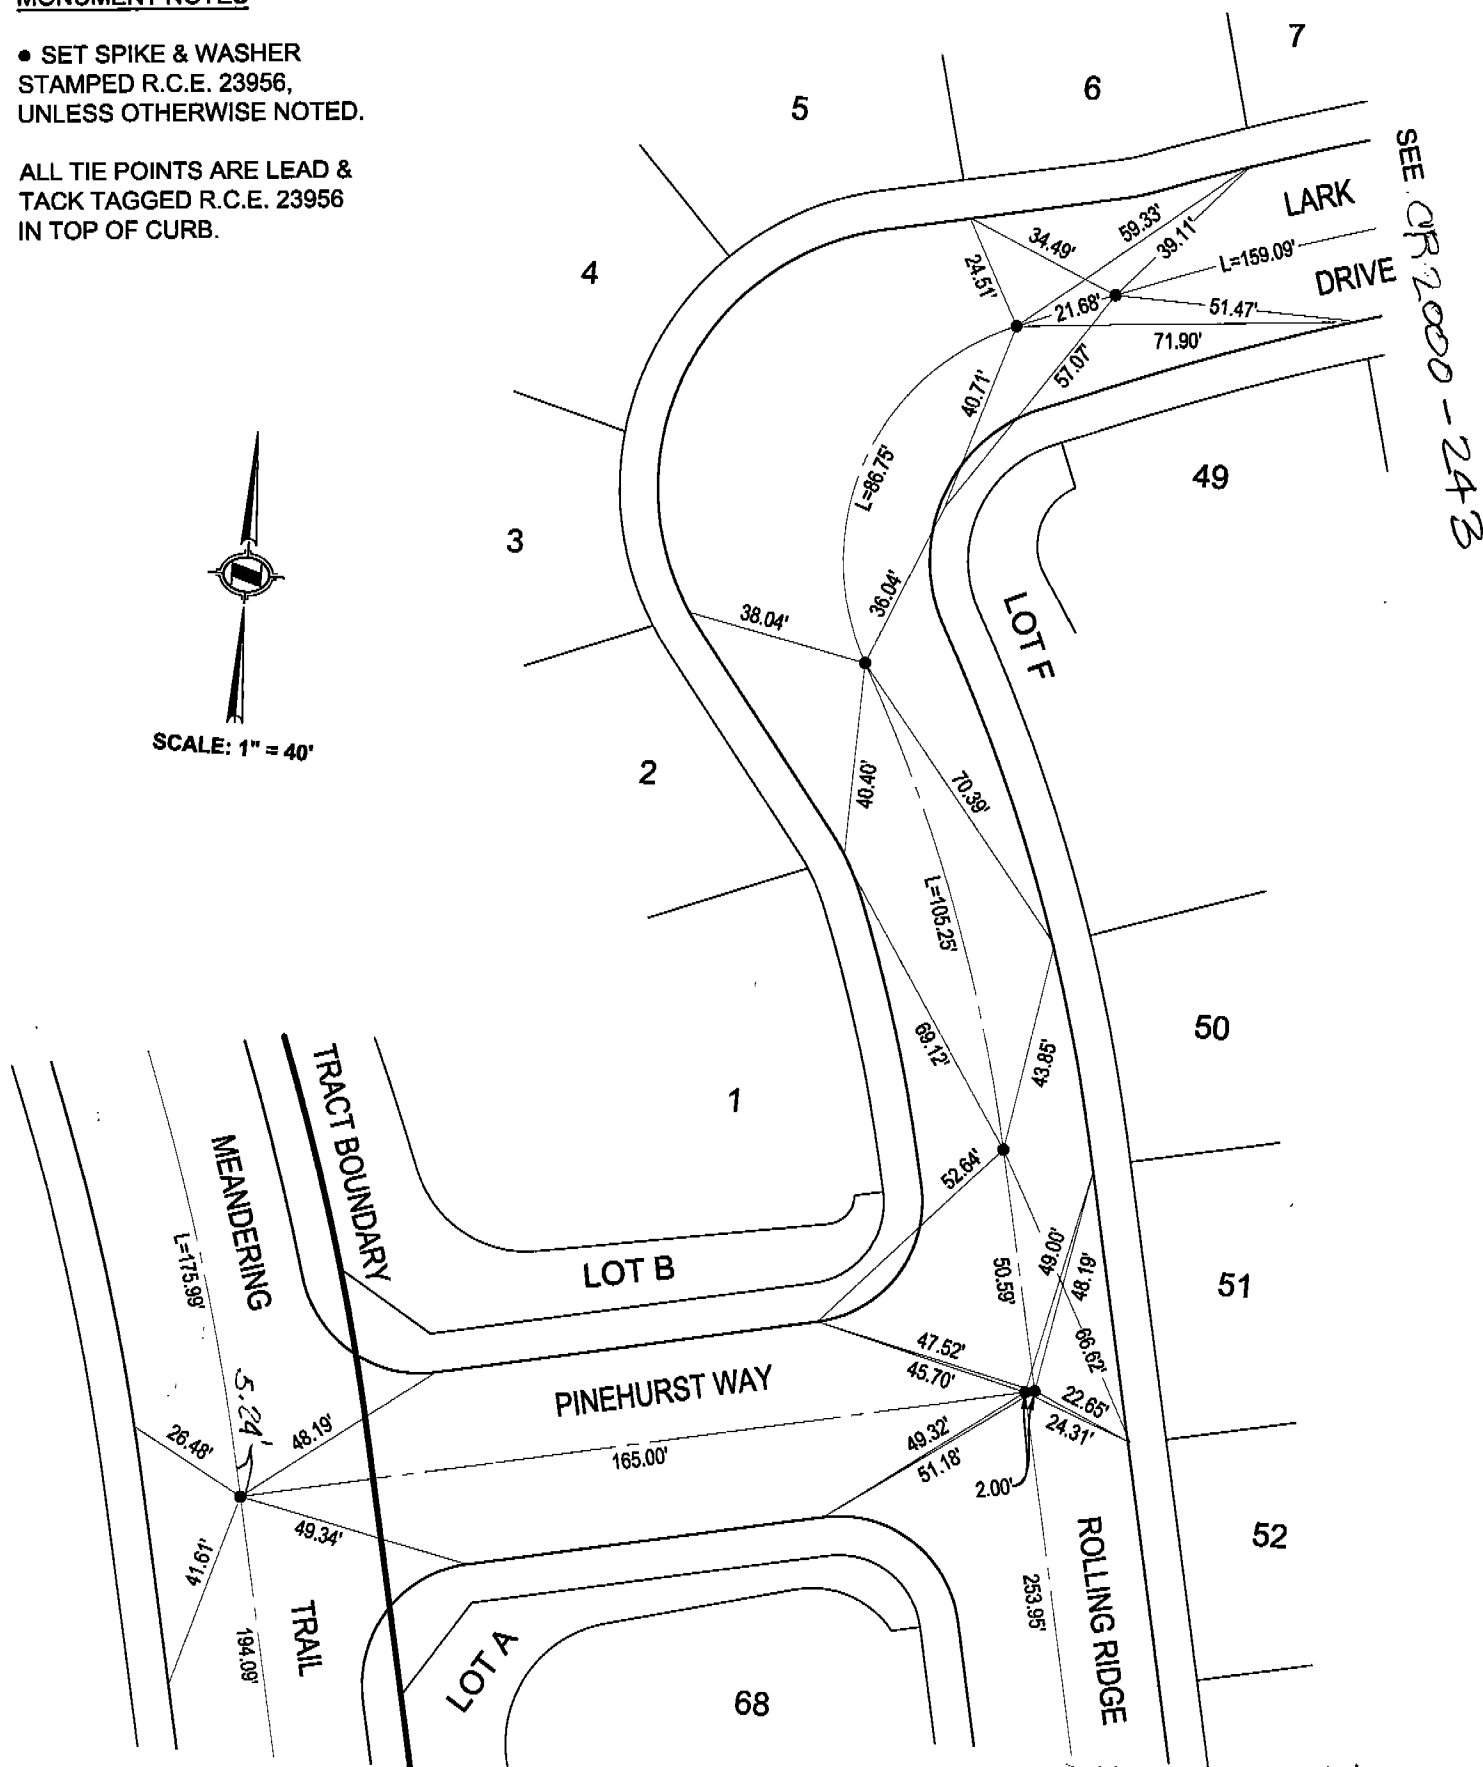 MONUMENT NOTES
● SET SPIKE & WASHER
STAMPED R.C.E. 23956,
UNLESS OTHERWISE NOTED.
ALL TIE POINTS ARE LEAD &
TACK TAGGED R.C.E. 23956
IN TOP OF CURB.
7
6
5
4
3
2
1
SEE CR 2000-243
LARK
DRIVE
59.33'
39.11'
34.49'
24.51'
L=159.09'
21.68'
51.47'
71.90'
57.07'
40.71'
L=86.75'
49
36.04'
38.04'
LOT F
SCALE: 1" = 40'
40.40'
70.39'
L=105.25'
69.12'
43.85'
50
TRACT BOUNDARY
MEANDERING
L=175.99'
52.64'
LOT B
50.59'
49.00'
48.19'
51
66.62'
47.52'
45.70'
PINEHURST WAY
22.65'
24.31'
5.24'
26.48'
48.19'
165.00'
49.32'
51.18'
2.00'
49.34'
41.61'
52
TRAIL
194.09'
LOT A
68
253.95'
ROLLING RIDGE